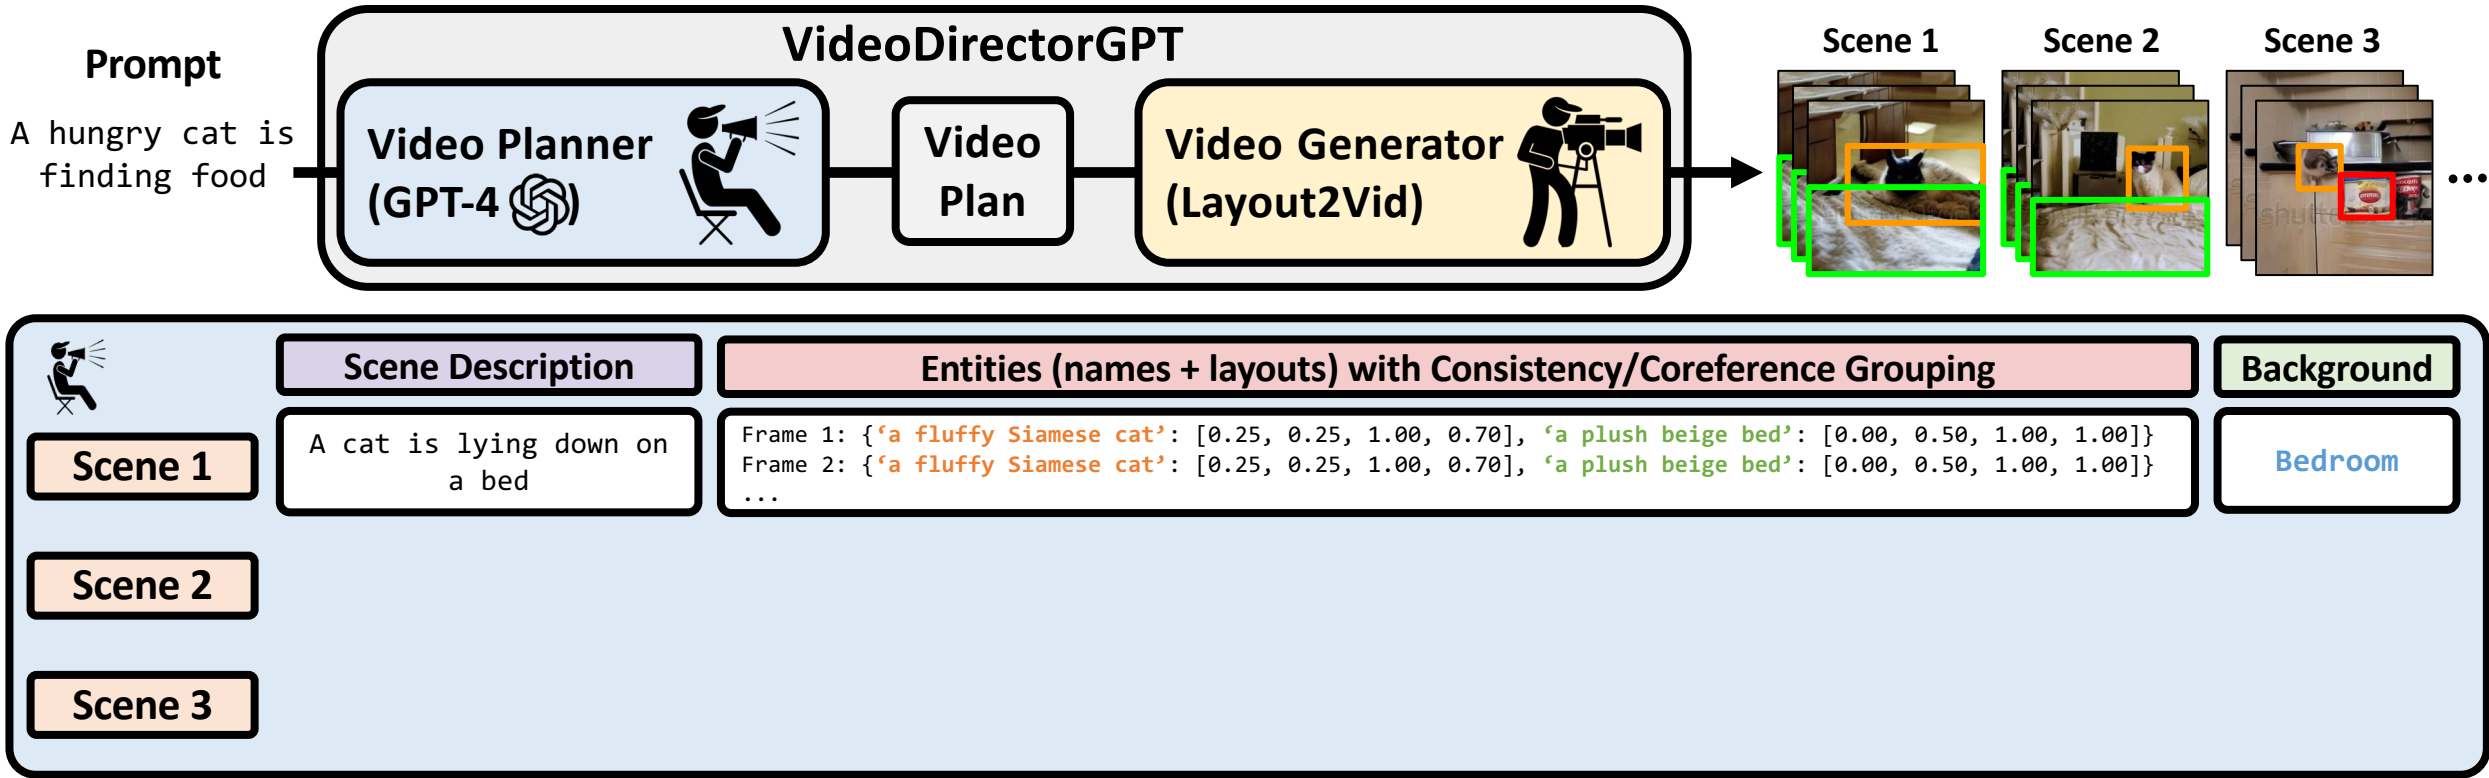 Prompt
A hungry cat is
finding food
VideoDirectorGPT
Video Planner
(GPT-4 )
Video
Plan
Video Generator
(Layout2Vid)
Scene 1
Scene 2
Scene 3
...
Scene Description
Entities (names + layouts) with Consistency/Coreference Grouping
Background
Scene 1
A cat is lying down on
a bed
Frame 1: {‘a fluffy Siamese cat’: [0.25, 0.25, 1.00, 0.70], ‘a plush beige bed’: [0.00, 0.50, 1.00, 1.00]}
Frame 2: {‘a fluffy Siamese cat’: [0.25, 0.25, 1.00, 0.70], ‘a plush beige bed’: [0.00, 0.50, 1.00, 1.00]}
...
Bedroom
Scene 2
Scene 3